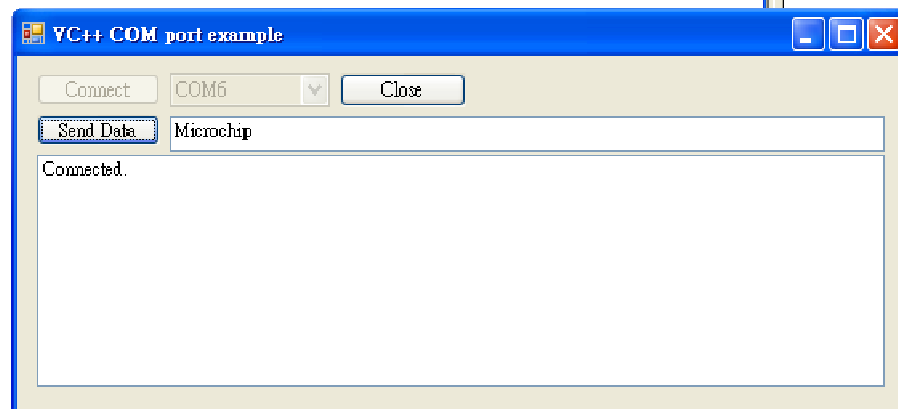 VC++ COM port example
Connect COM6 Close
Send Data Microchip
Connected.